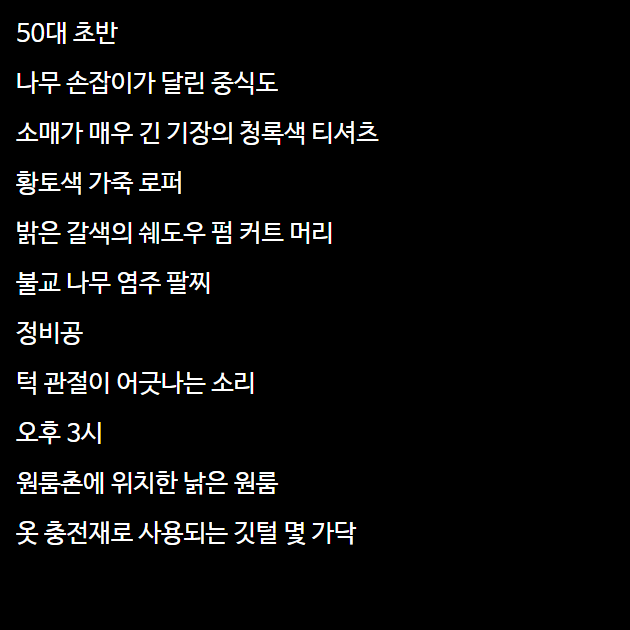 50대 초반
나무 손잡이가 달린 중식도
소매가 매우 긴 기장의 청록색 티셔츠
황토색 가죽 로퍼
밝은 갈색의 쉐도우 펌 커트 머리
불교 나무 염주 팔찌
정비공
턱 관절이 어긋나는 소리
오후 3시
원룸촌에 위치한 낡은 원룸
옷 충전재로 사용되는 깃털 몇 가닥